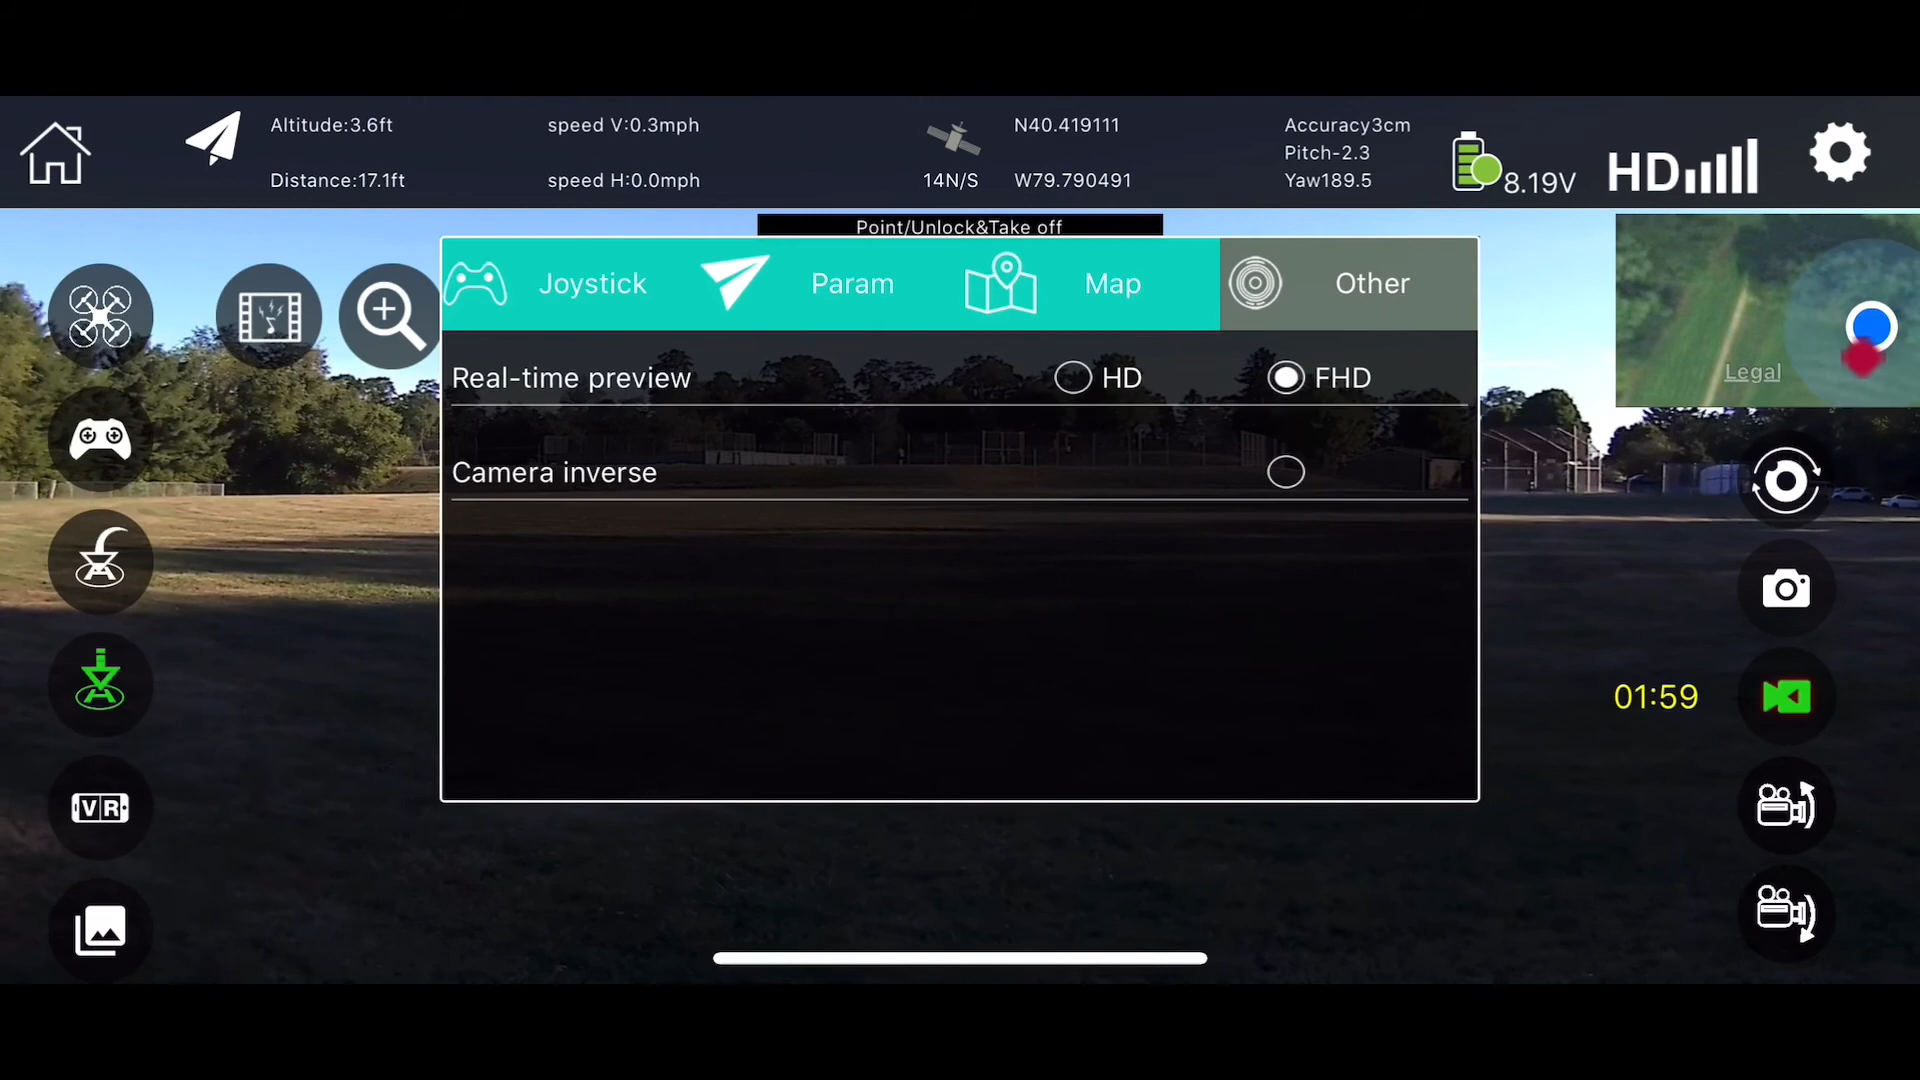 Altitude:3.6ft
speed V:0.3mph
N40.419111
Accuracy3cm
Pitch-2.3
Distance:17.1ft
speed H:0.0mph
14N/S
W79.790491
Yaw189.5
8.19V
HD
Point/Unlock&Take off
Joystick
Param
Map
Other
Real-time preview
HD
FHD
Legal
Camera inverse
01:59
VR